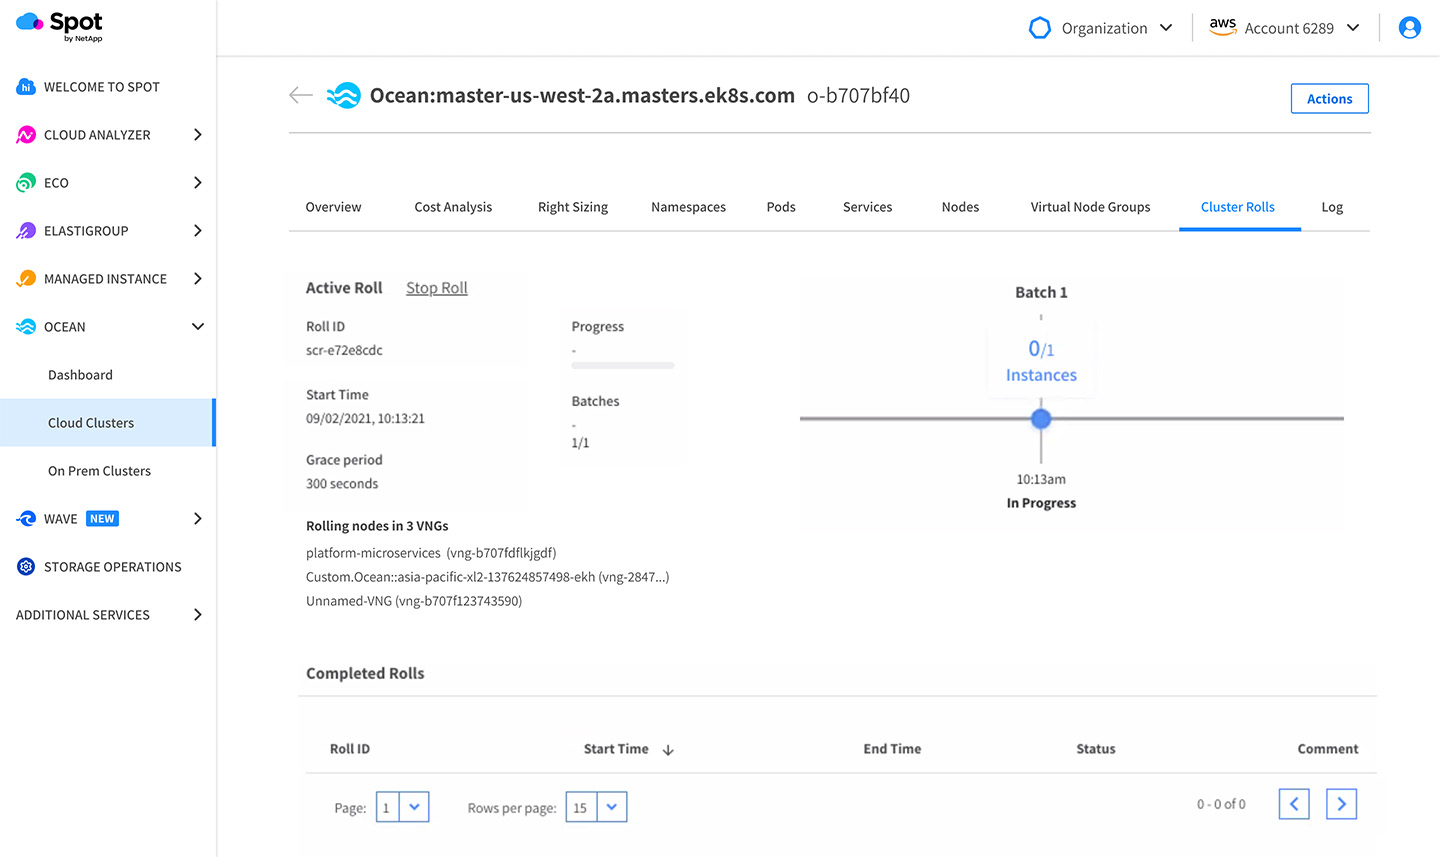 Spot
by NetApp
Organization
aws Account 6289
hi WELCOME TO SPOT
CLOUD ANALYZER
ECO
ELASTIGROUP
MANAGED INSTANCE
OCEAN
Dashboard
Cloud Clusters
On Prem Clusters
WAVE NEW
STORAGE OPERATIONS
ADDITIONAL SERVICES
Ocean:master-us-west-2a.masters.ek8s.com o-b707bf40
Actions
Overview Cost Analysis Right Sizing Namespaces Pods Services Nodes Virtual Node Groups Cluster Rolls Log
Active Roll Stop Roll
Roll ID
scr-e72e8cdc
Start Time
09/02/2021, 10:13:21
Grace period
300 seconds
Progress
-
Batches
-
1/1
Batch 1
0/1
Instances
10:13am
In Progress
Rolling nodes in 3 VNGs
platform-microservices (vng-b707fdflkjgdf)
Custom.Ocean::asia-pacific-xl2-137624857498-ekh (vng-2847...)
Unnamed-VNG (vng-b707f123743590)
Completed Rolls
Roll ID Start Time End Time Status Comment
Page: 1 Rows per page: 15 0 - 0 of 0